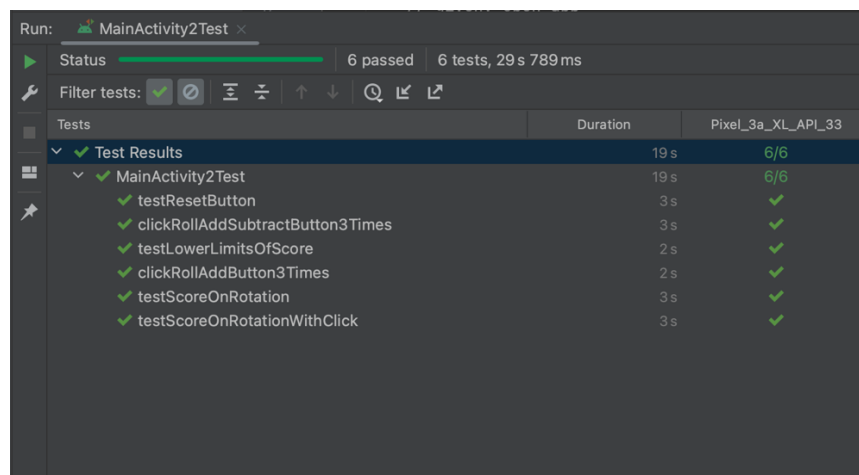 Run: MainActivity2Test
Status 6 passed 6 tests, 29 s 789 ms
Filter tests:
Tests Duration Pixel_3a_XL_API_33
Test Results 19 s 6/6
MainActivity2Test 19 s 6/6
testResetButton 3 s
clickRollAddSubtractButton3Times 3 s
testLowerLimitsOfScore 2 s
clickRollAddButton3Times 2 s
testScoreOnRotation 3 s
testScoreOnRotationWithClick 3 s